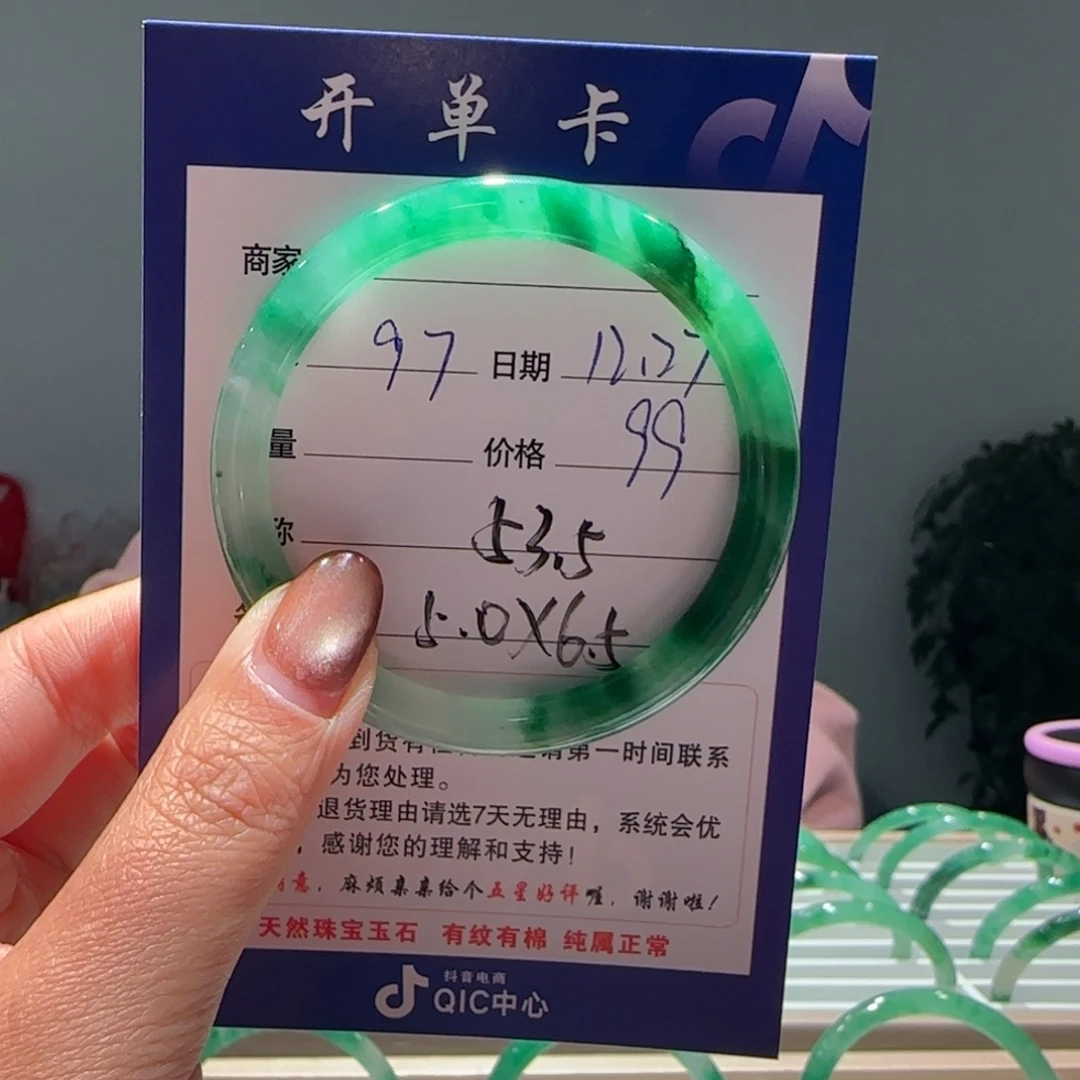 开单卡
商家
97 日期 12.27
量 价格 99
称 53.5
5.0X6.5
到货有 请第一时间联系
为您处理。
退货理由请选7天无理由，系统会优
，感谢您的理解和支持！
意，麻烦亲亲给个五星好评喔，谢谢啦！
天然珠宝玉石 有纹有棉 纯属正常
抖音电商
QIC中心